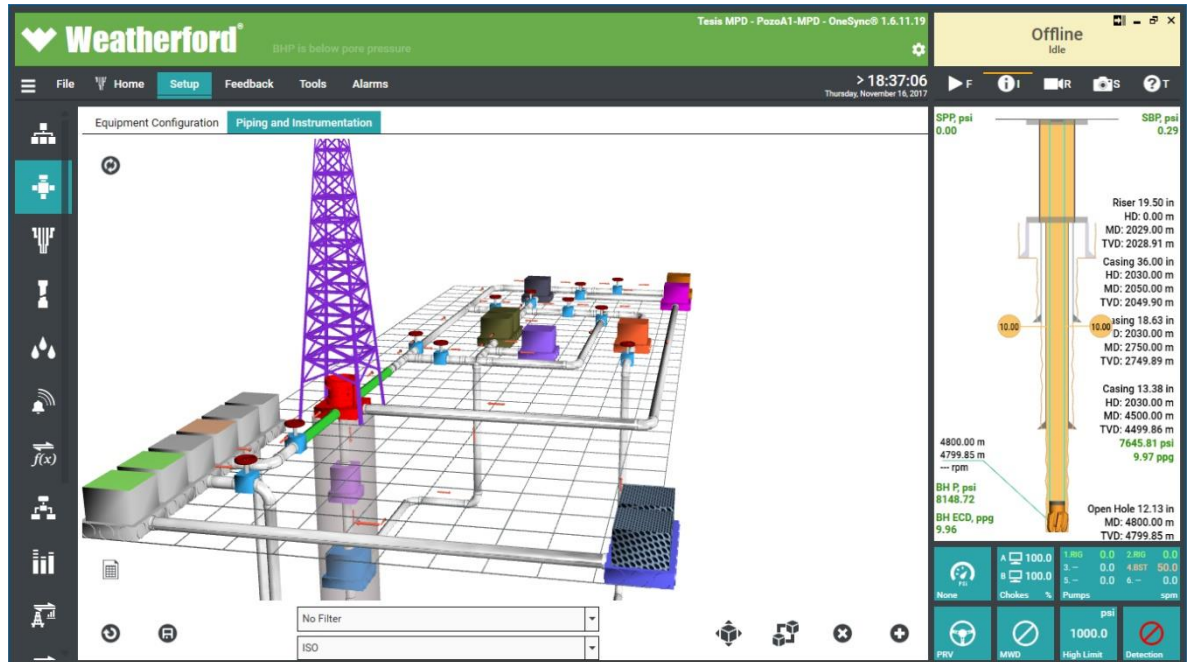 Weatherford®
BHP is below pore pressure
Tesis MPD - PozoA1-MPD - OneSync® 1.6.11.19
Offline
Idle
File Home Setup Feedback Tools Alarms
> 18:37:06
Thursday, November 16, 2017
F I R S T
Equipment Configuration Piping and Instrumentation
f(x)
No Filter
ISO
SPP, psi
0.00
SBP, psi
0.29
Riser 19.50 in
HD: 0.00 m
MD: 2029.00 m
TVD: 2028.91 m
Casing 36.00 in
HD: 2030.00 m
MD: 2050.00 m
TVD: 2049.90 m
10.00 10.00
sing 18.63 in
D: 2030.00 m
MD: 2750.00 m
TVD: 2749.89 m
Casing 13.38 in
HD: 2030.00 m
MD: 4500.00 m
TVD: 4499.86 m
7645.81 psi
9.97 ppg
4800.00 m
4799.85 m
--- rpm
BH P, psi
8148.72
BH ECD, ppg
9.96
Open Hole 12.13 in
MD: 4800.00 m
TVD: 4799.85 m
PSI
None
A 100.0
B 100.0
Chokes %
1.RIG 0.0 2.RIG 0.0
3. -- 0.0 4.BST 50.0
5. -- 0.0 6. -- 0.0
Pumps spm
PRV
MWD
psi
1000.0
High Limit
Detection